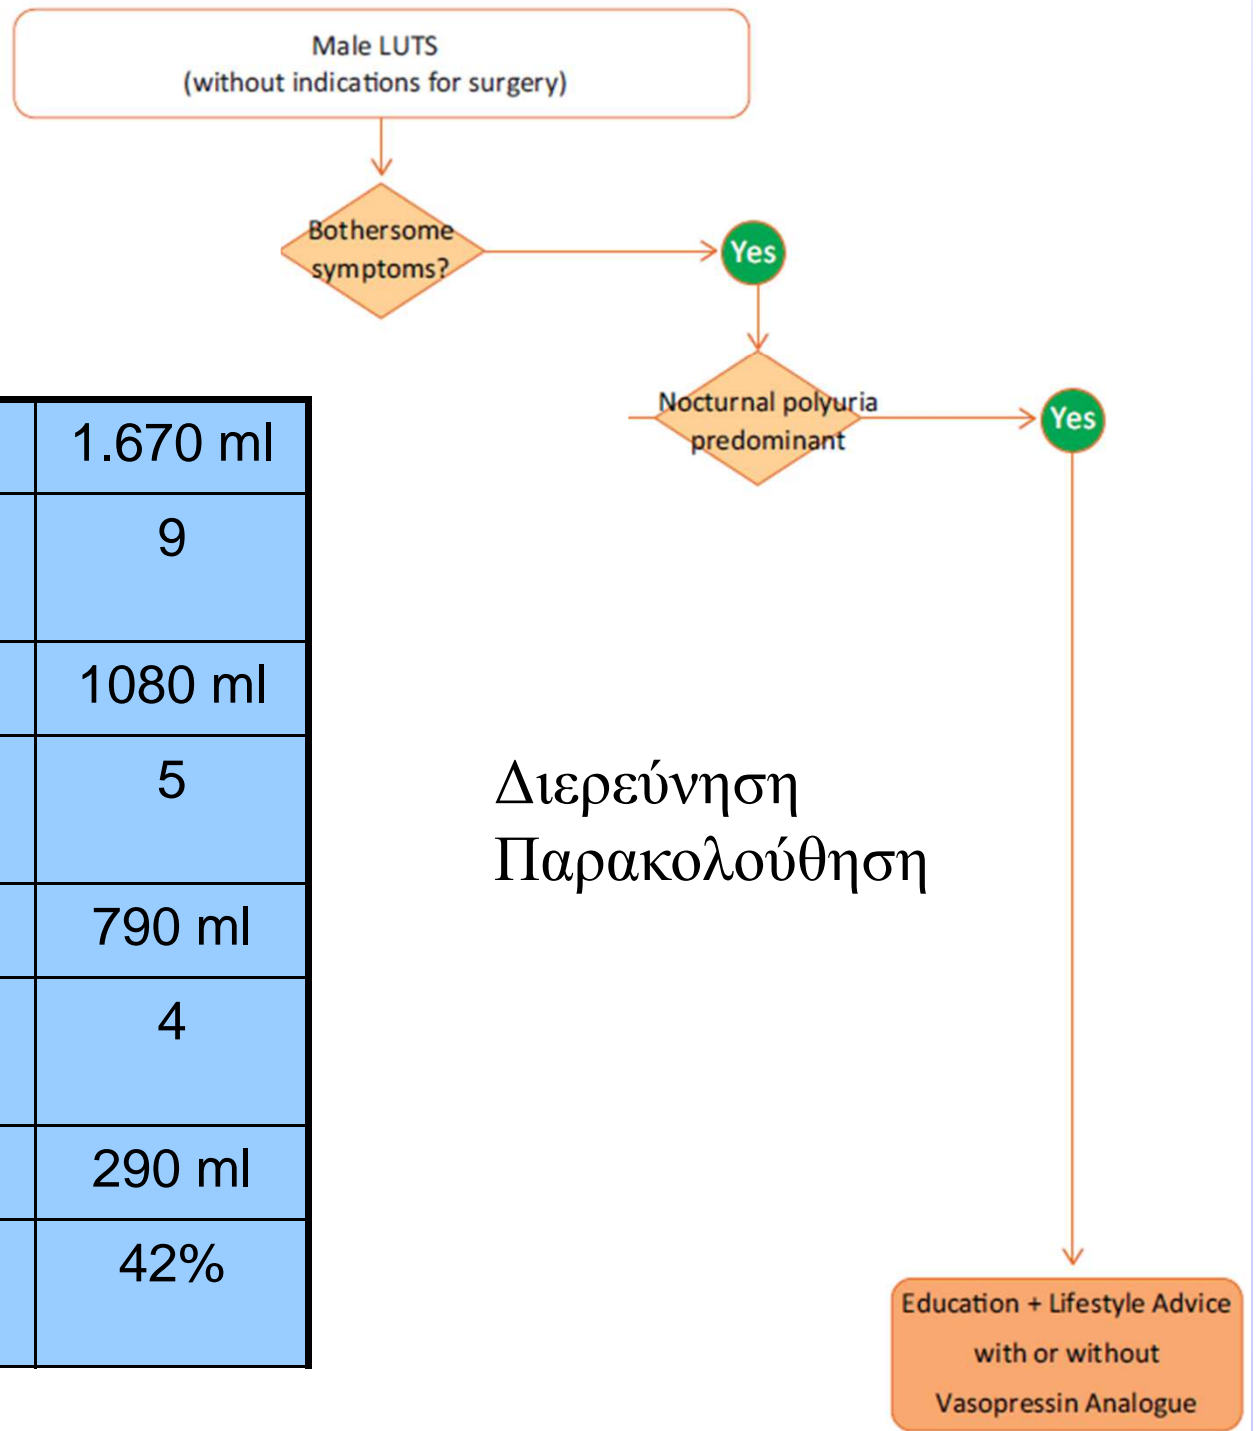 Male LUTS
(without indications for surgery)
Bothersome
symptoms?
Yes
Nocturnal polyuria
predominant
Yes
1.670 ml
9
1080 ml
5
790 ml
4
290 ml
42%
Διερεύνηση
Παρακολούθηση
Education + Lifestyle Advice
with or without
Vasopressin Analogue